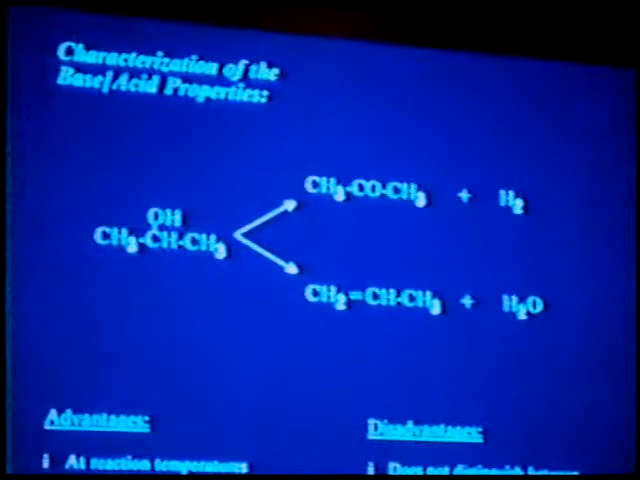 Characterization of the
Base/Acid Properties:
CH₃-CO-CH₃ + H₂
OH
CH₃-CH-CH₃
CH₂=CH-CH₃ + H₂O
Advantages:
Disadvantages:
i At reaction temperatures
i Does not distinguish between